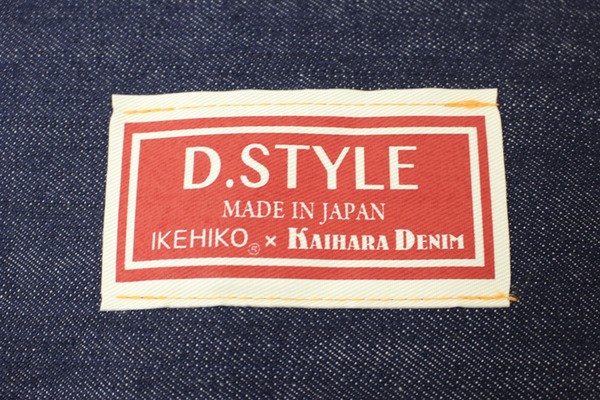 D.STYLE
MADE IN JAPAN
IKEHIKO® × KAIHARA DENIM